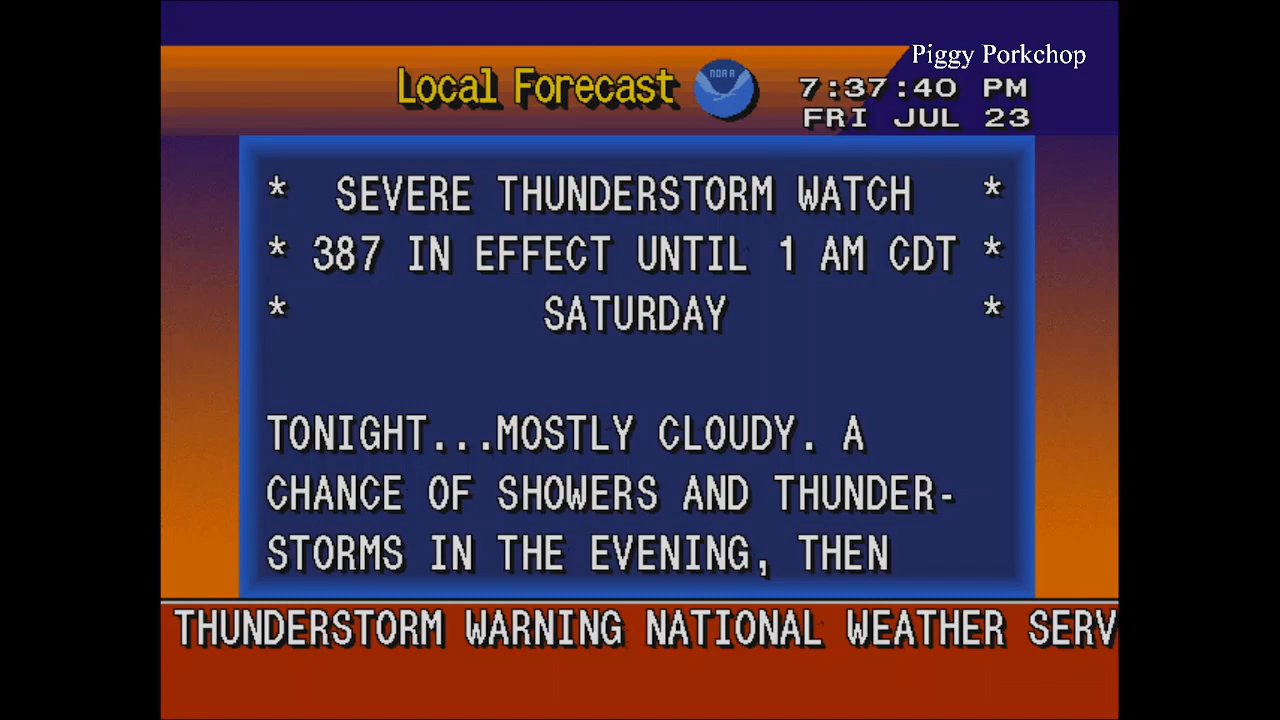 Piggy Porkchop
Local Forecast
NOAA
7:37:40 PM
FRI JUL 23
* SEVERE THUNDERSTORM WATCH *
* 387 IN EFFECT UNTIL 1 AM CDT *
* SATURDAY *
TONIGHT...MOSTLY CLOUDY. A
CHANCE OF SHOWERS AND THUNDER-
STORMS IN THE EVENING, THEN
THUNDERSTORM WARNING NATIONAL WEATHER SERV